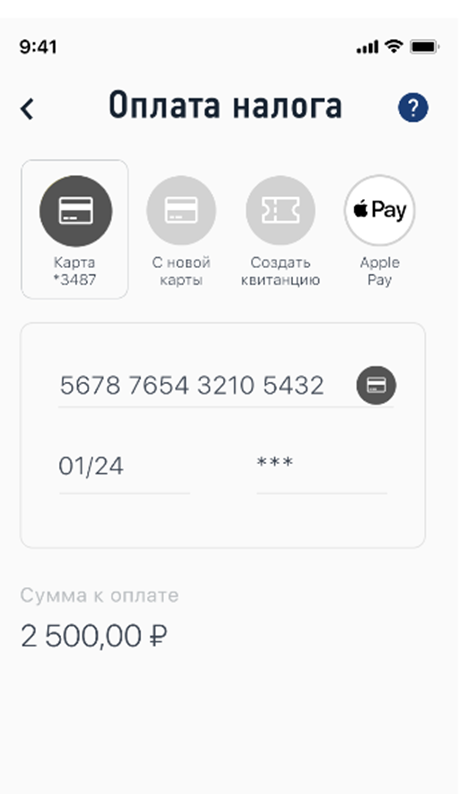 9:41
Оплата налога
?
Карта
*3487
С новой
карты
Создать
квитанцию
Pay
Apple
Pay
5678 7654 3210 5432
01/24
***
Сумма к оплате
2 500,00 ₽